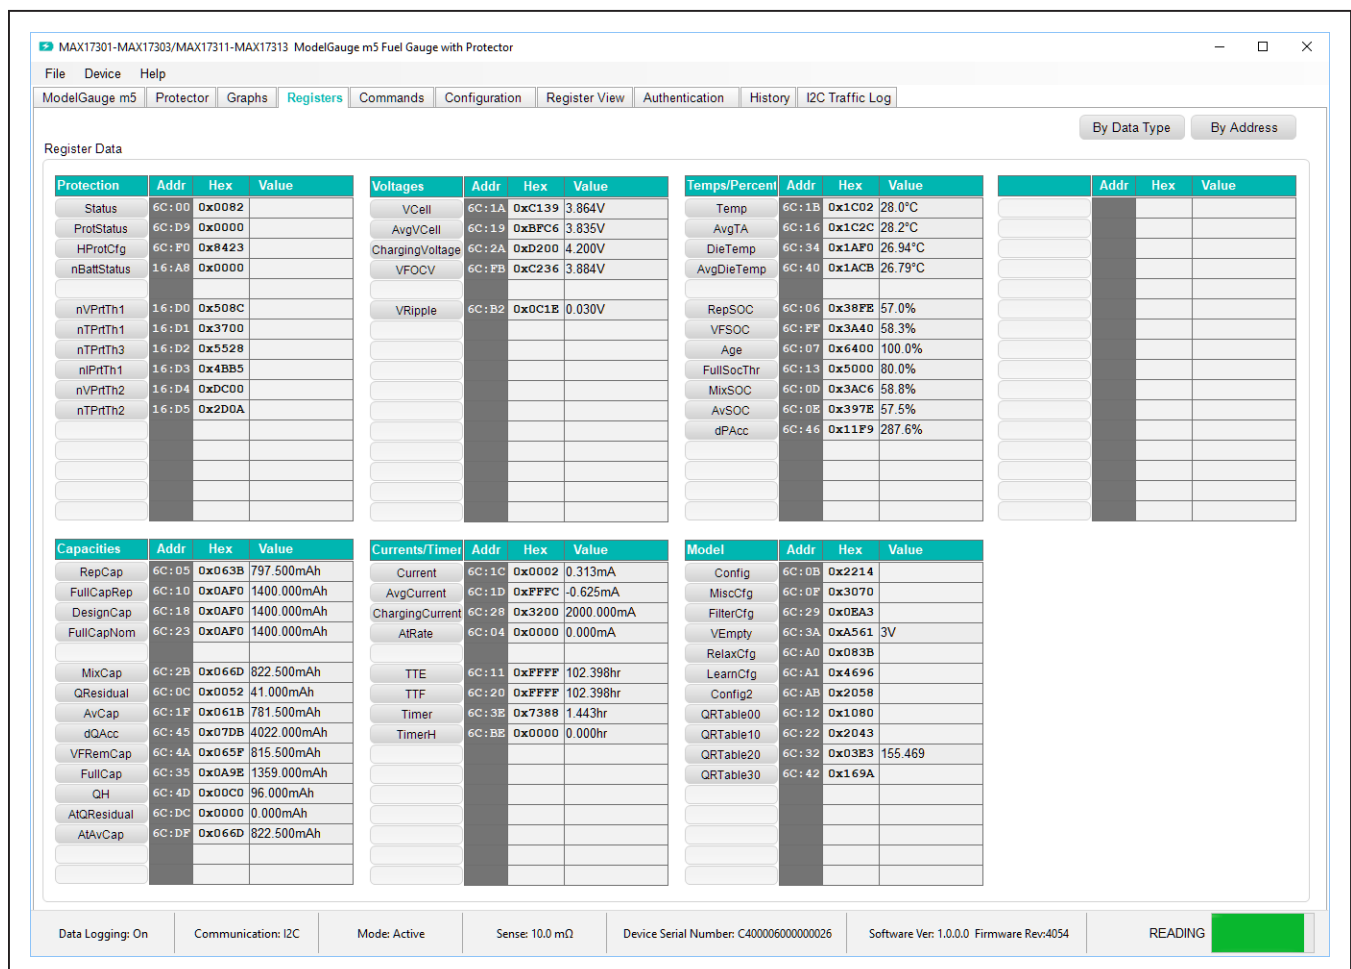 MAX17301-MAX17303/MAX17311-MAX17313 ModelGauge m5 Fuel Gauge with Protector
File Device Help
ModelGauge m5 Protector Graphs Registers Commands Configuration Register View Authentication History I2C Traffic Log
By Data Type By Address
Register Data
Protection Addr Hex Value
Status 6C:00 0x0082
ProtStatus 6C:D9 0x0000
HProtCfg 6C:F0 0x8423
nBattStatus 16:A8 0x0000
nVPrtTh1 16:D0 0x508C
nTPrtTh1 16:D1 0x3700
nTPrtTh3 16:D2 0x5528
nIPrtTh1 16:D3 0x4BB5
nVPrtTh2 16:D4 0xDC00
nTPrtTh2 16:D5 0x2D0A
Voltages Addr Hex Value
VCell 6C:1A 0xC139 3.864V
AvgVCell 6C:19 0xBFC6 3.835V
ChargingVoltage 6C:2A 0xD200 4.200V
VFOCV 6C:FB 0xC236 3.884V
VRipple 6C:B2 0x0C1E 0.030V
Temps/Percent Addr Hex Value
Temp 6C:1B 0x1C02 28.0°C
AvgTA 6C:16 0x1C2C 28.2°C
DieTemp 6C:34 0x1AF0 26.94°C
AvgDieTemp 6C:40 0x1ACB 26.79°C
RepSOC 6C:06 0x38FE 57.0%
VFSOC 6C:FF 0x3A40 58.3%
Age 6C:07 0x6400 100.0%
FullSocThr 6C:13 0x5000 80.0%
MixSOC 6C:0D 0x3AC6 58.8%
AvSOC 6C:0E 0x397E 57.5%
dPAcc 6C:46 0x11F9 287.6%
Addr Hex Value
Capacities Addr Hex Value
RepCap 6C:05 0x063B 797.500mAh
FullCapRep 6C:10 0x0AF0 1400.000mAh
DesignCap 6C:18 0x0AF0 1400.000mAh
FullCapNom 6C:23 0x0AF0 1400.000mAh
MixCap 6C:2B 0x066D 822.500mAh
QResidual 6C:0C 0x0052 41.000mAh
AvCap 6C:1F 0x061B 781.500mAh
dQAcc 6C:45 0x07DB 4022.000mAh
VFRemCap 6C:4A 0x065F 815.500mAh
FullCap 6C:35 0x0A9E 1359.000mAh
QH 6C:4D 0x00C0 96.000mAh
AtQResidual 6C:DC 0x0000 0.000mAh
AtAvCap 6C:DF 0x066D 822.500mAh
Currents/Timer Addr Hex Value
Current 6C:1C 0x0002 0.313mA
AvgCurrent 6C:1D 0xFFFC -0.625mA
ChargingCurrent 6C:28 0x3200 2000.000mA
AtRate 6C:04 0x0000 0.000mA
TTE 6C:11 0xFFFF 102.398hr
TTF 6C:20 0xFFFF 102.398hr
Timer 6C:3E 0x7388 1.443hr
TimerH 6C:BE 0x0000 0.000hr
Model Addr Hex Value
Config 6C:0B 0x2214
MiscCfg 6C:0F 0x3070
FilterCfg 6C:29 0x0EA3
VEmpty 6C:3A 0xA561 3V
RelaxCfg 6C:A0 0x083B
LearnCfg 6C:A1 0x4696
Config2 6C:AB 0x2058
QRTable00 6C:12 0x1080
QRTable10 6C:22 0x2043
QRTable20 6C:32 0x03E3 155.469
QRTable30 6C:42 0x169A
Data Logging: On Communication: I2C Mode: Active Sense: 10.0 mΩ Device Serial Number: C400006000000026 Software Ver: 1.0.0.0 Firmware Rev:4054 READING